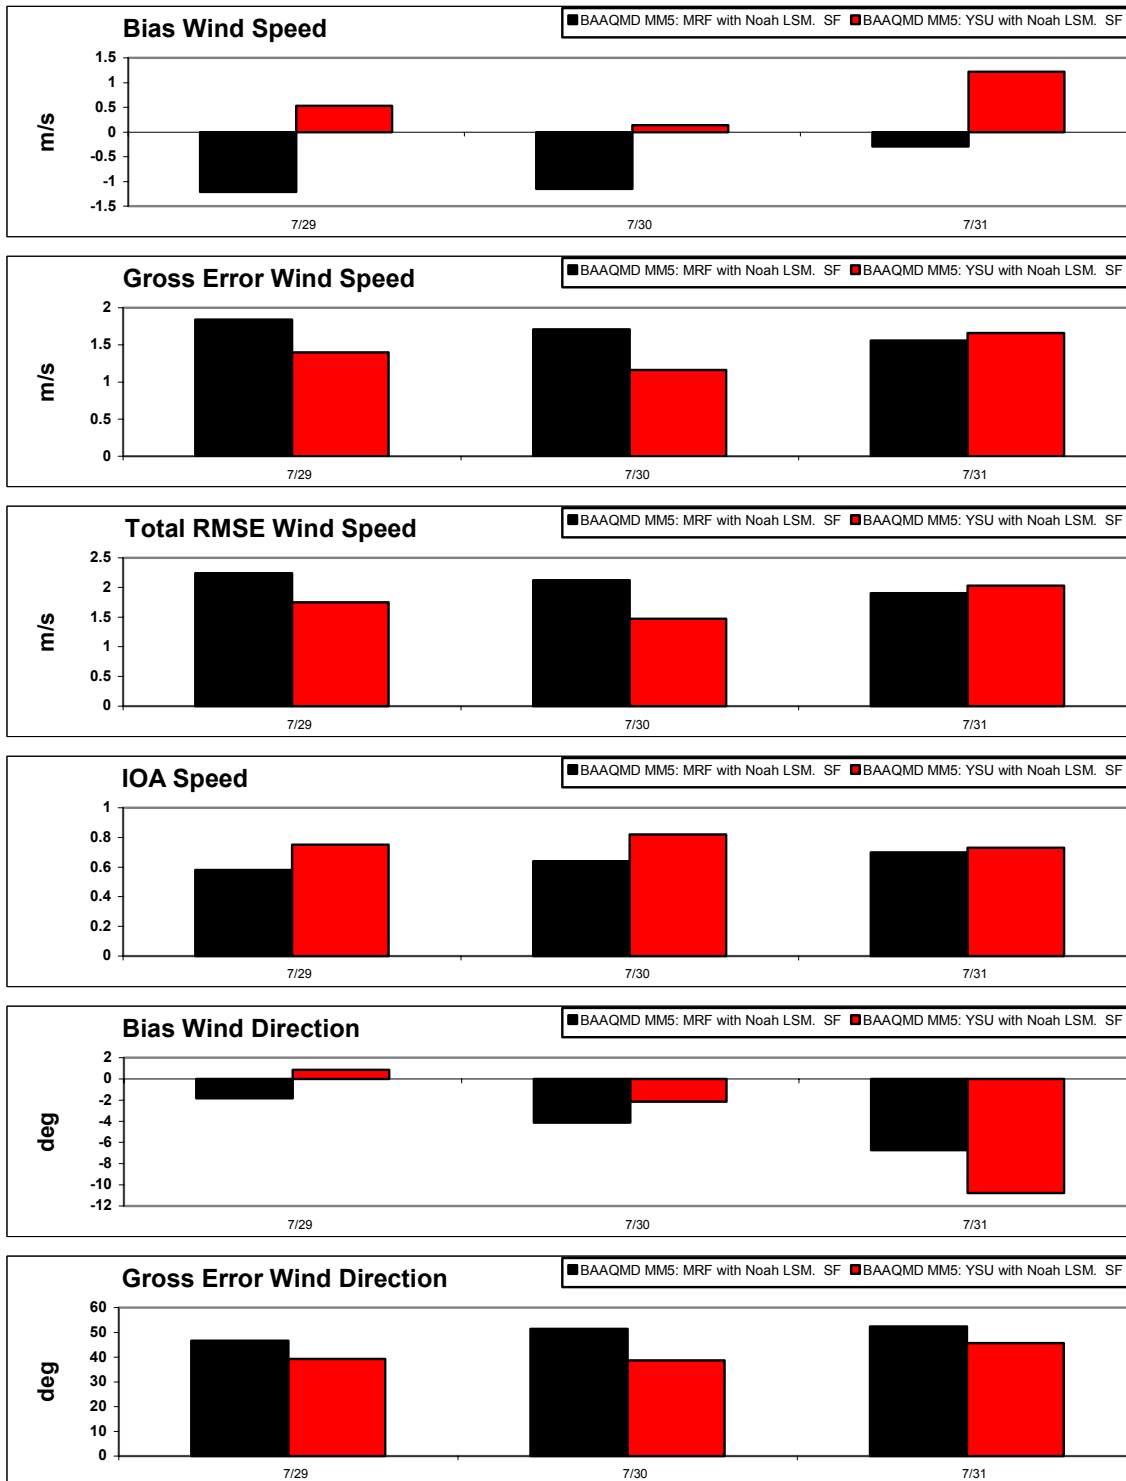 Bias Wind Speed
BAAQMD MM5: MRF with Noah LSM. SF BAAQMD MM5: YSU with Noah LSM. SF
1.5
1
0.5
0
-0.5
-1
-1.5
m/s
7/29 7/30 7/31
Gross Error Wind Speed
BAAQMD MM5: MRF with Noah LSM. SF BAAQMD MM5: YSU with Noah LSM. SF
2
1.5
1
0.5
0
m/s
7/29 7/30 7/31
Total RMSE Wind Speed
BAAQMD MM5: MRF with Noah LSM. SF BAAQMD MM5: YSU with Noah LSM. SF
2.5
2
1.5
1
0.5
0
m/s
7/29 7/30 7/31
IOA Speed
BAAQMD MM5: MRF with Noah LSM. SF BAAQMD MM5: YSU with Noah LSM. SF
1
0.8
0.6
0.4
0.2
0
7/29 7/30 7/31
Bias Wind Direction
BAAQMD MM5: MRF with Noah LSM. SF BAAQMD MM5: YSU with Noah LSM. SF
2
0
-2
-4
-6
-8
-10
-12
deg
7/29 7/30 7/31
Gross Error Wind Direction
BAAQMD MM5: MRF with Noah LSM. SF BAAQMD MM5: YSU with Noah LSM. SF
60
50
40
30
20
10
0
deg
7/29 7/30 7/31